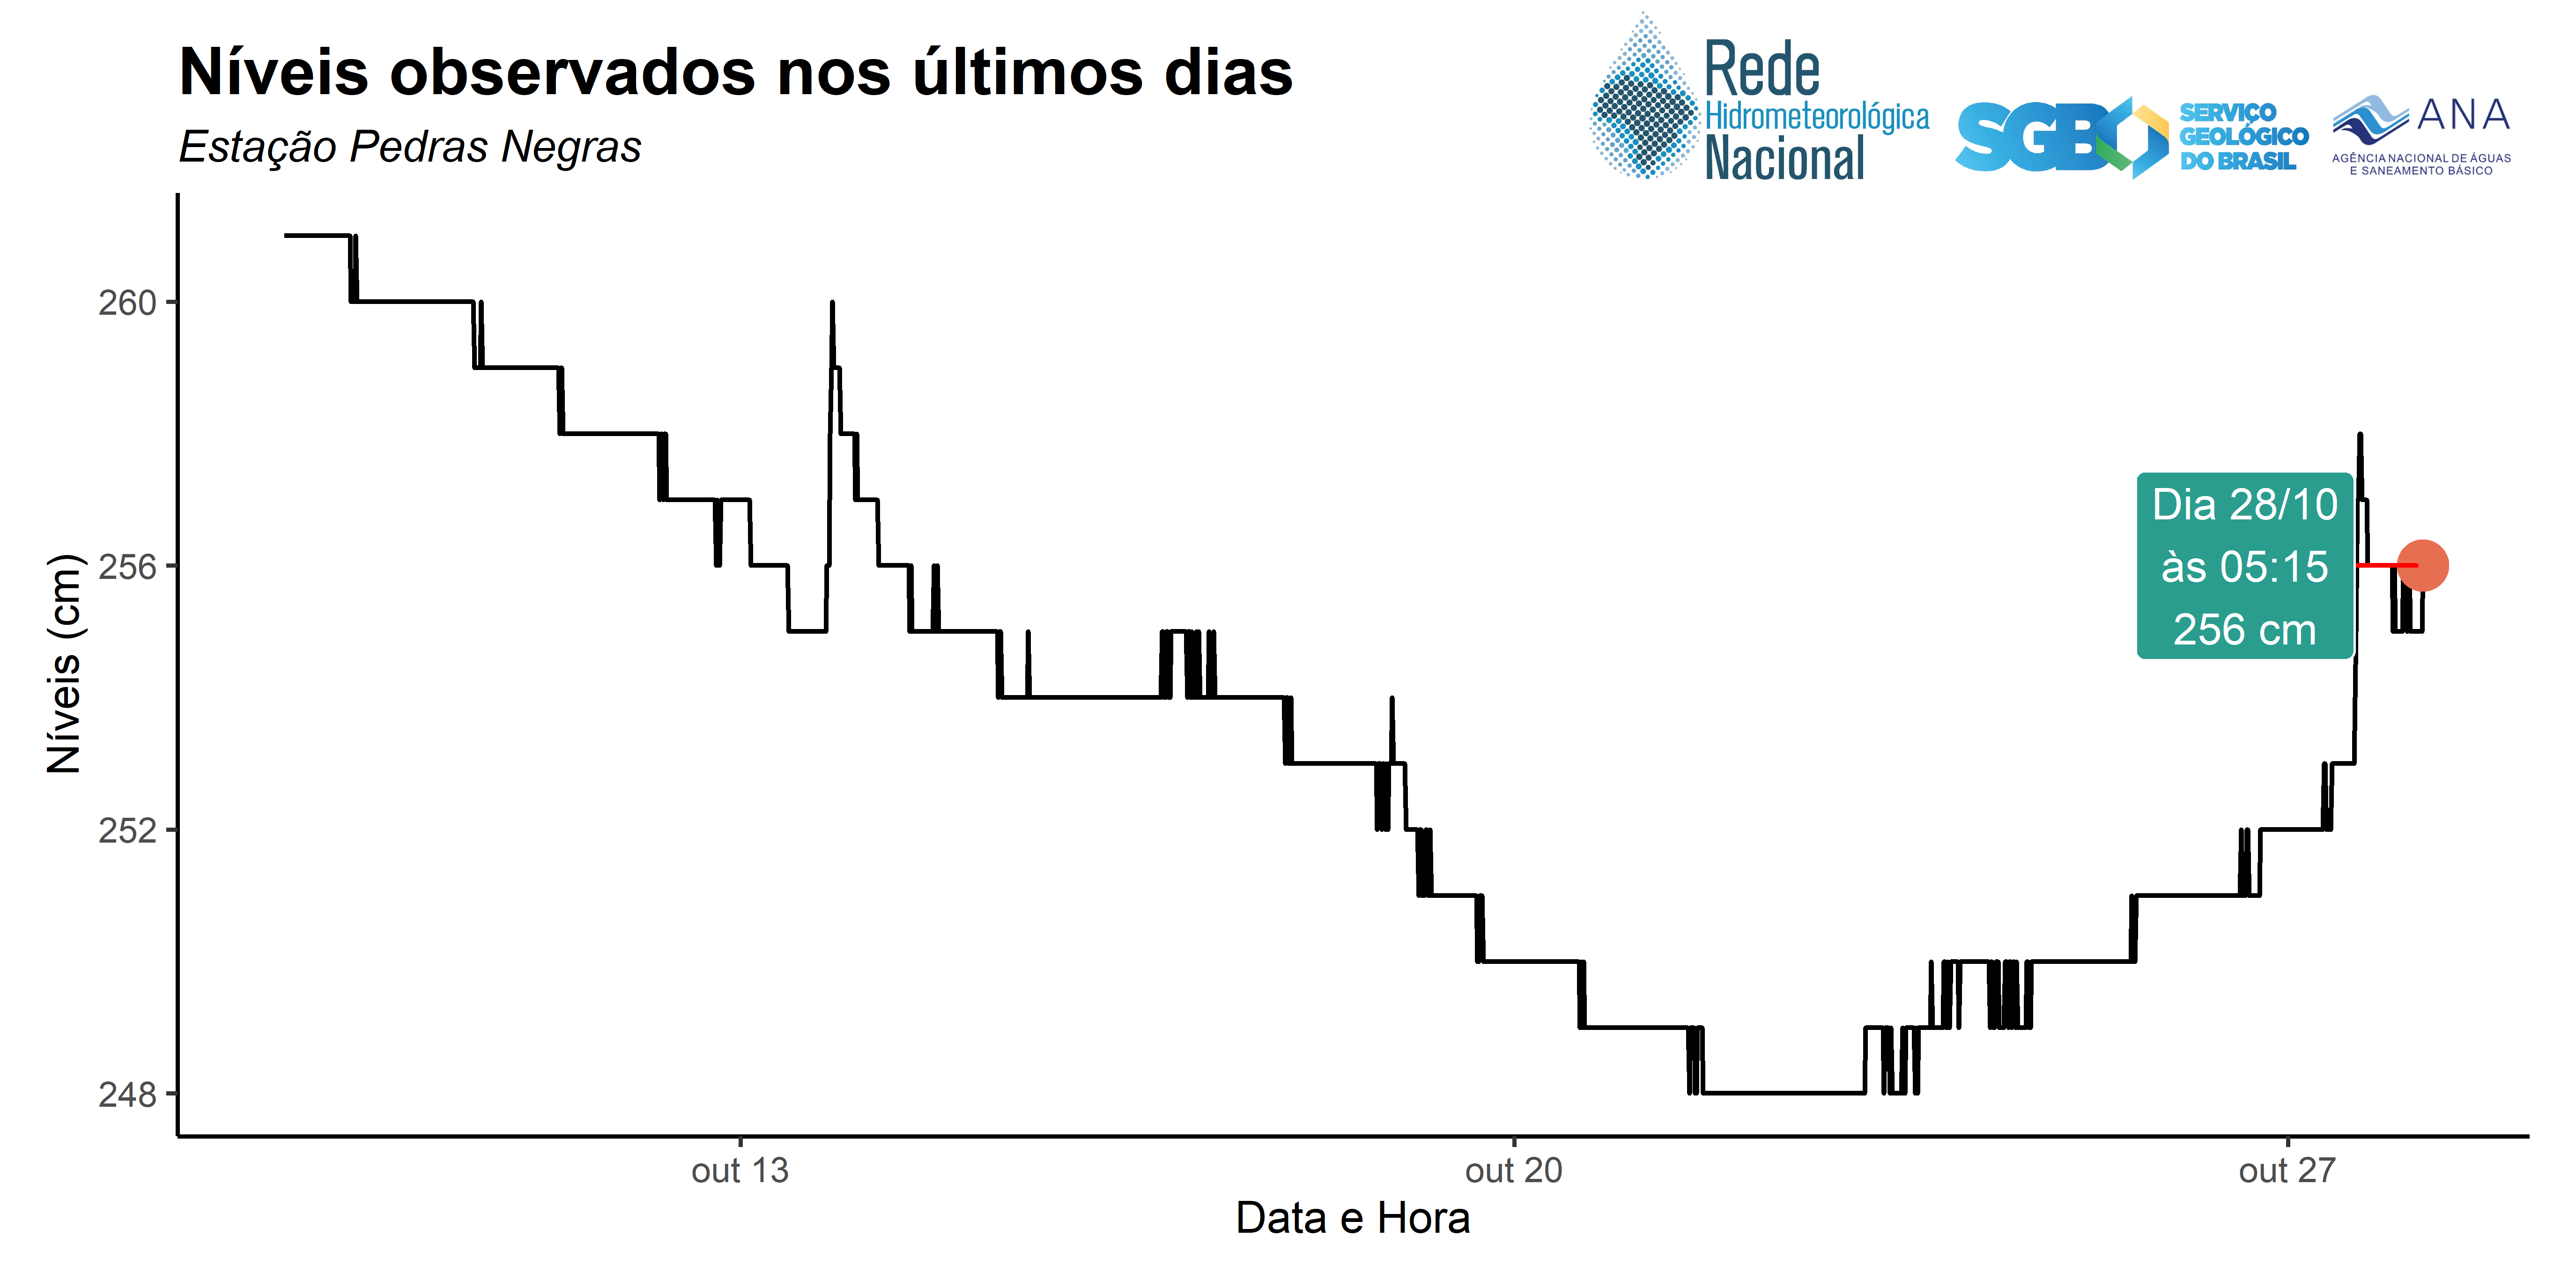 Níveis observados nos últimos dias
Estação Pedras Negras
Rede
Hidrometeorológica
Nacional
SGB
SERVIÇO
GEOLÓGICO
DO BRASIL
ANA
AGÊNCIA NACIONAL DE ÁGUAS
E SANEAMENTO BÁSICO
Níveis (cm)
260
256
252
248
Dia 28/10
às 05:15
256 cm
out 13
out 20
out 27
Data e Hora